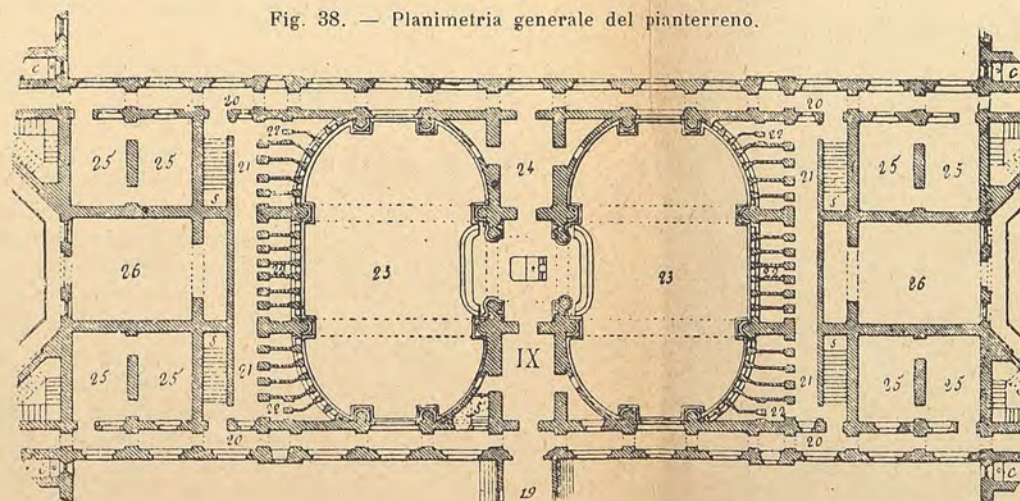 Fig. 38. — Planimetria generale del pianterreno.
C C
20 20
22 22
25 25 21 24 21 25 25
S S
26 22 23 23 22 26
S IX S
25 25 21 21 25 25
22 S 22
20 20
C C
19